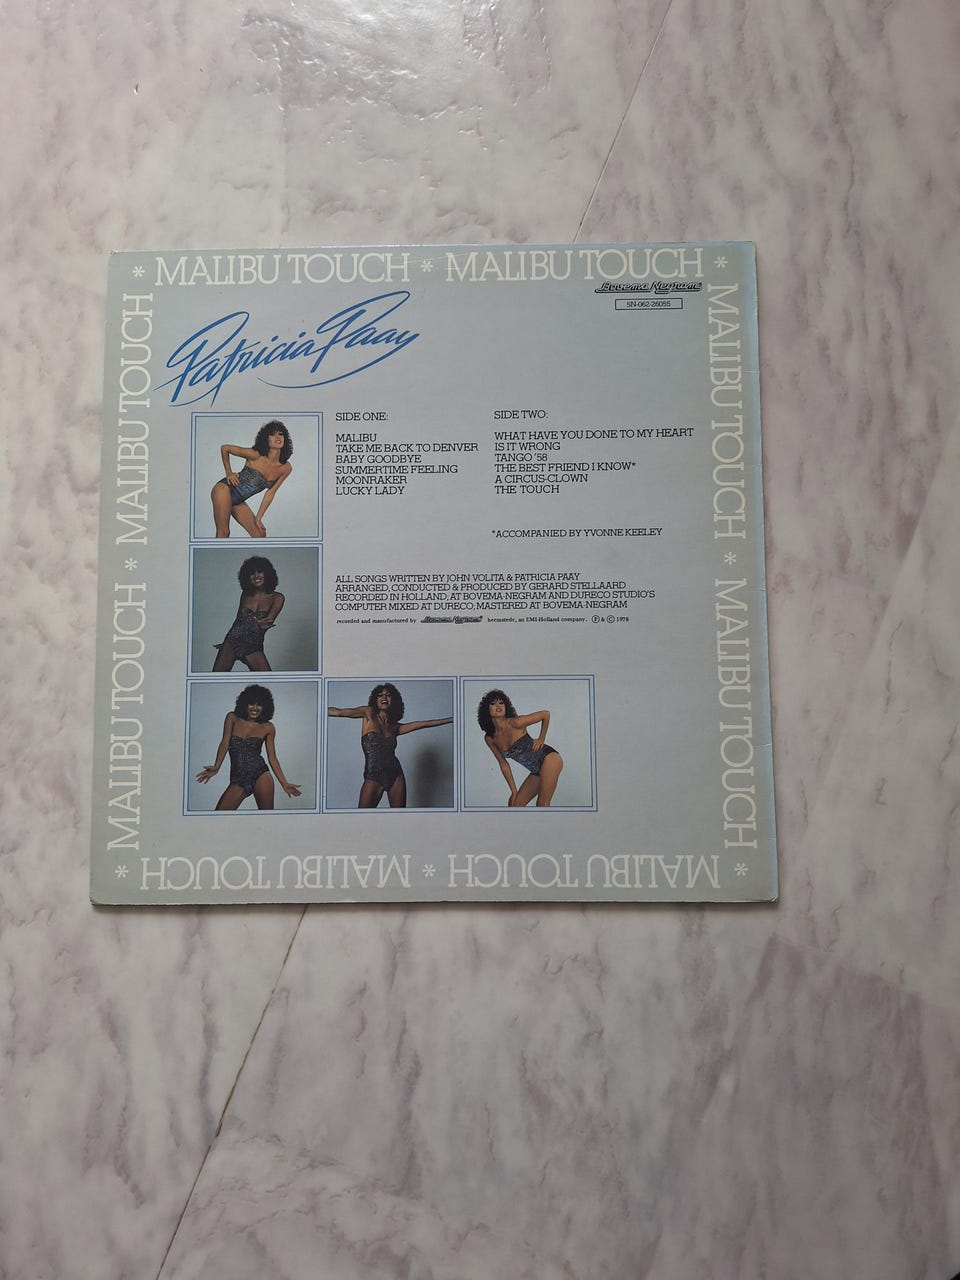 * MALIBU TOUCH * MALIBU TOUCH *
Bovema Negram
5N-062-26055
Patricia Paay
SIDE ONE:
MALIBU
TAKE ME BACK TO DENVER
BABY GOODBYE
SUMMERTIME FEELING
MOONRAKER
LUCKY LADY
SIDE TWO:
WHAT HAVE YOU DONE TO MY HEART
IS IT WRONG
TANGO '58
THE BEST FRIEND I KNOW*
A CIRCUS-CLOWN
THE TOUCH
*ACCOMPANIED BY YVONNE KEELEY
ALL SONGS WRITTEN BY JOHN VOLITA & PATRICIA PAAY
ARRANGED, CONDUCTED & PRODUCED BY GERARD STELLAARD
RECORDED IN HOLLAND; AT BOVEMA-NEGRAM AND DURECO STUDIO'S
COMPUTER MIXED AT DURECO; MASTERED AT BOVEMA-NEGRAM
recorded and manufactured by Bovema Negram heemstede, an EMI-Holland company. Ⓟ & © 1978
MALIBU TOUCH * MALIBU TOUCH
MALIBU TOUCH * MALIBU TOUCH
* MALIBU TOUCH * MALIBU TOUCH *